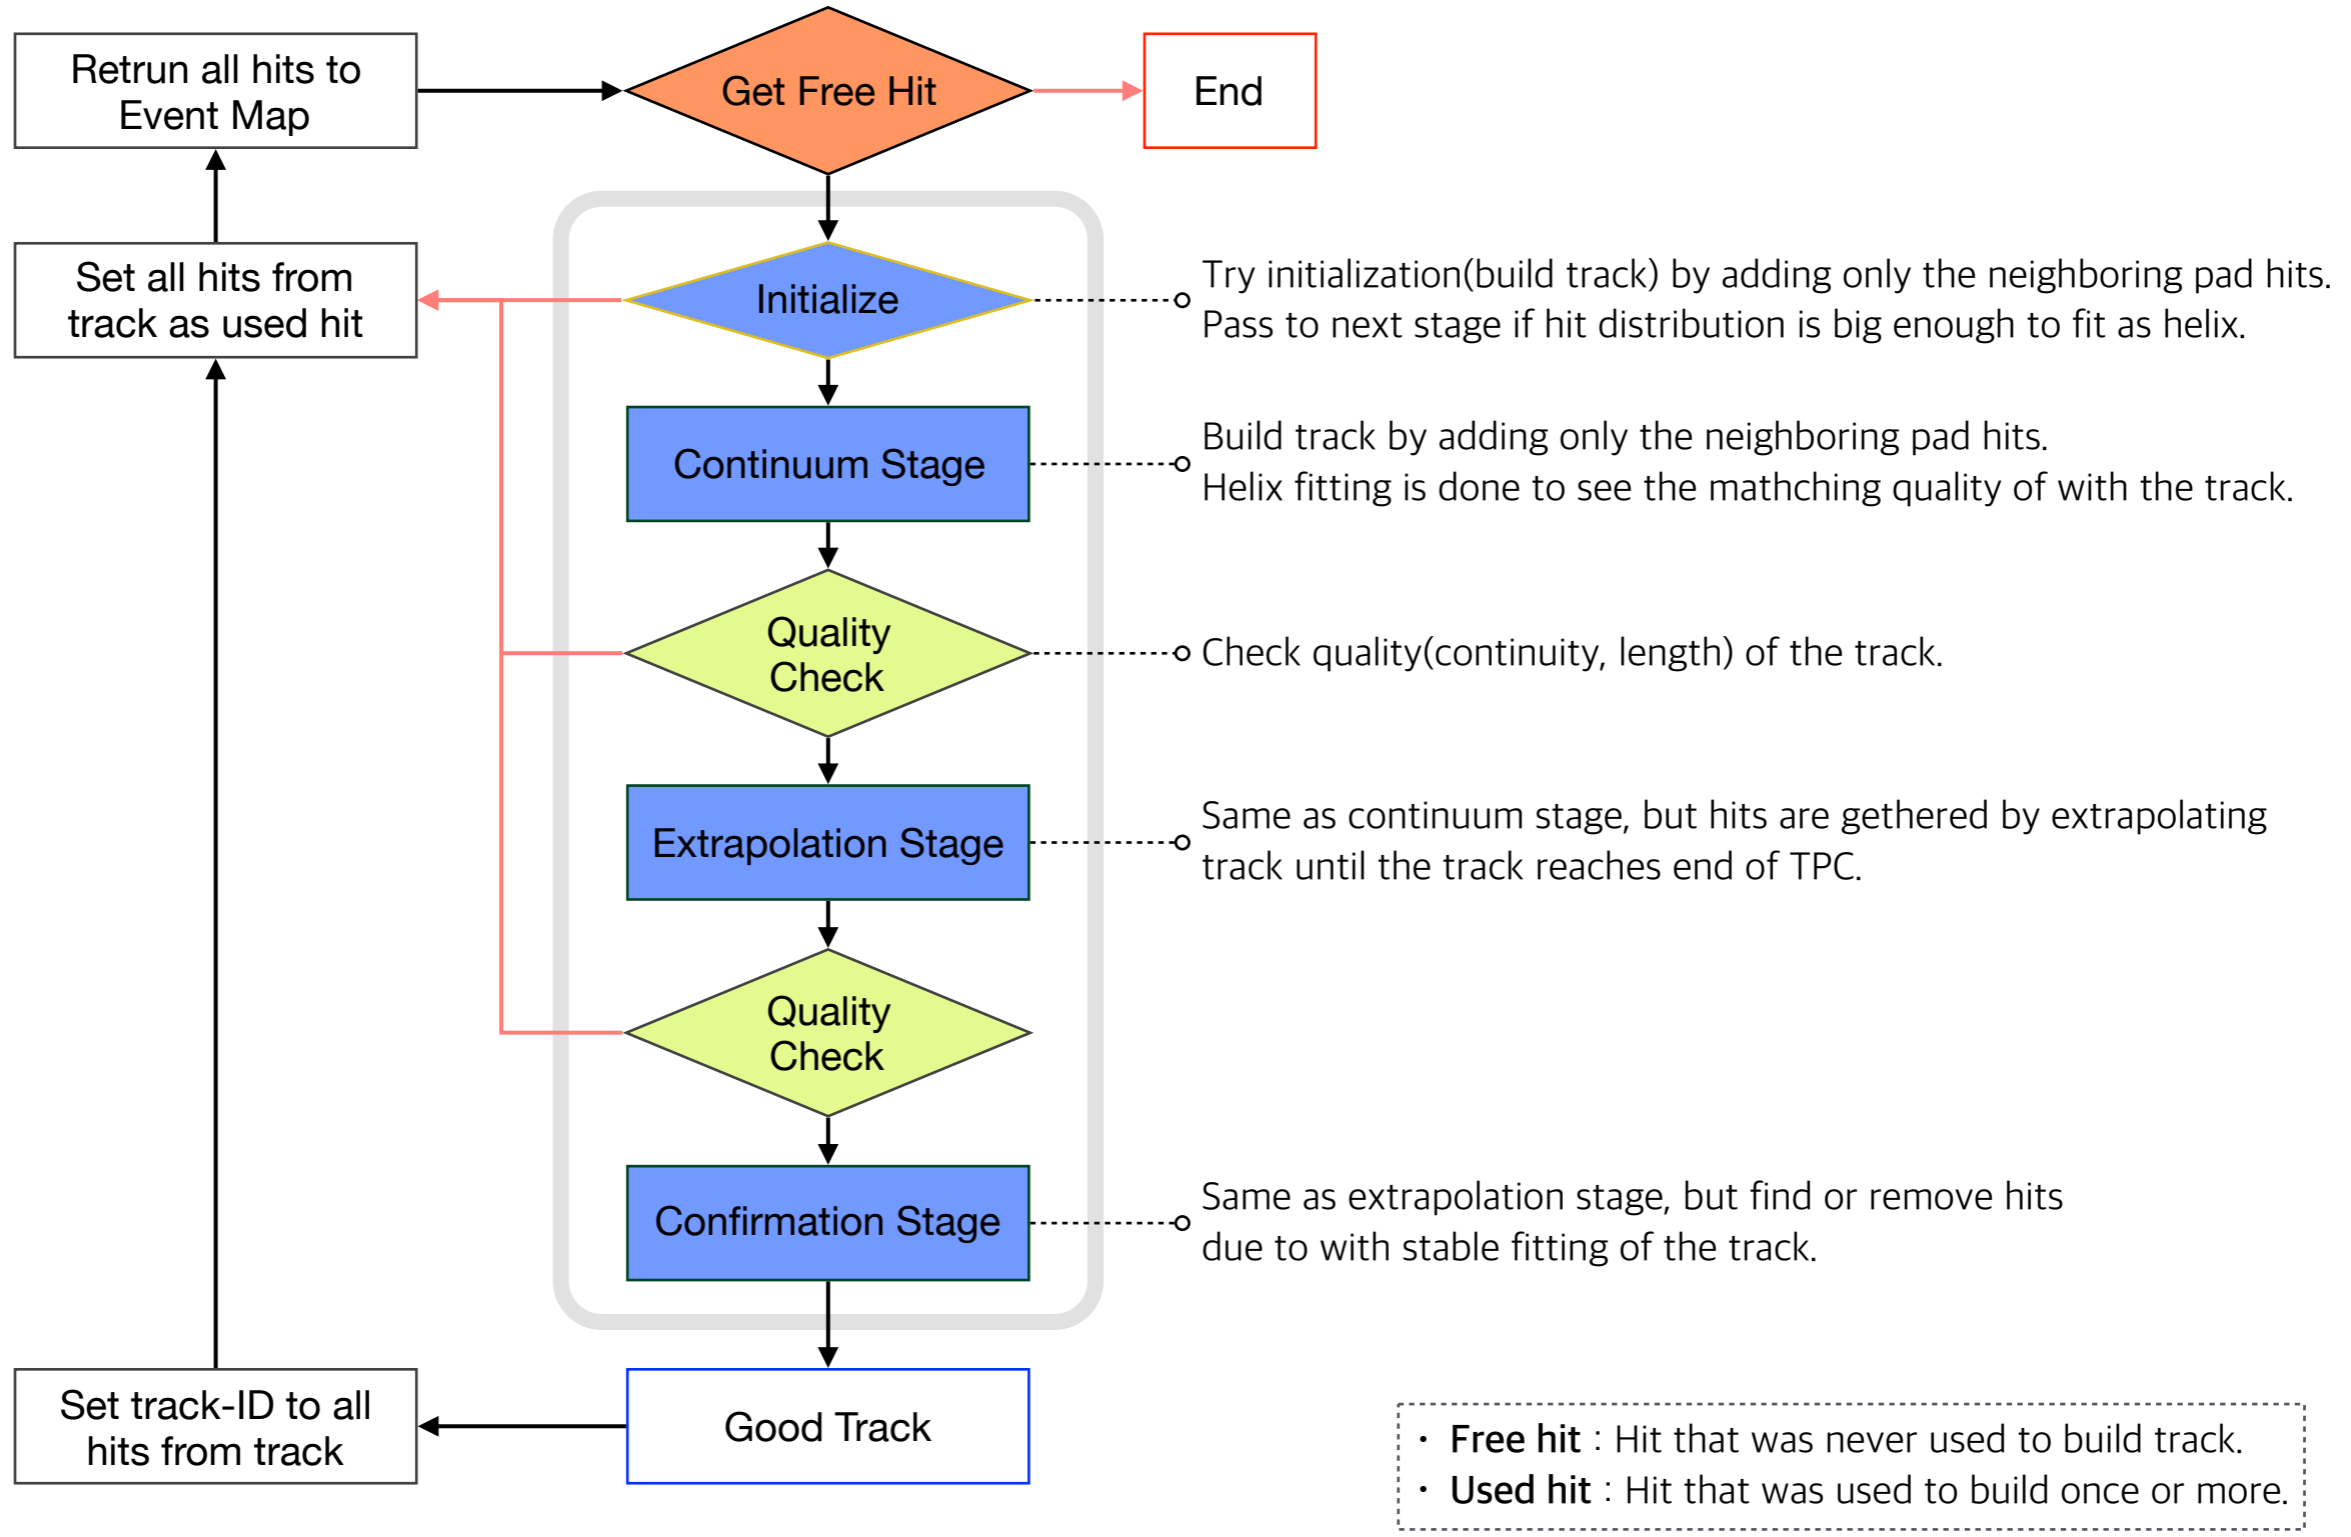 Retrun all hits to
Event Map
Get Free Hit
End
Set all hits from
track as used hit
Initialize
Try initialization(build track) by adding only the neighboring pad hits.
Pass to next stage if hit distribution is big enough to fit as helix.
Continuum Stage
Build track by adding only the neighboring pad hits.
Helix fitting is done to see the mathching quality of with the track.
Quality
Check
Check quality(continuity, length) of the track.
Extrapolation Stage
Same as continuum stage, but hits are gethered by extrapolating
track until the track reaches end of TPC.
Quality
Check
Confirmation Stage
Same as extrapolation stage, but find or remove hits
due to with stable fitting of the track.
Set track-ID to all
hits from track
Good Track
· Free hit : Hit that was never used to build track.
· Used hit : Hit that was used to build once or more.